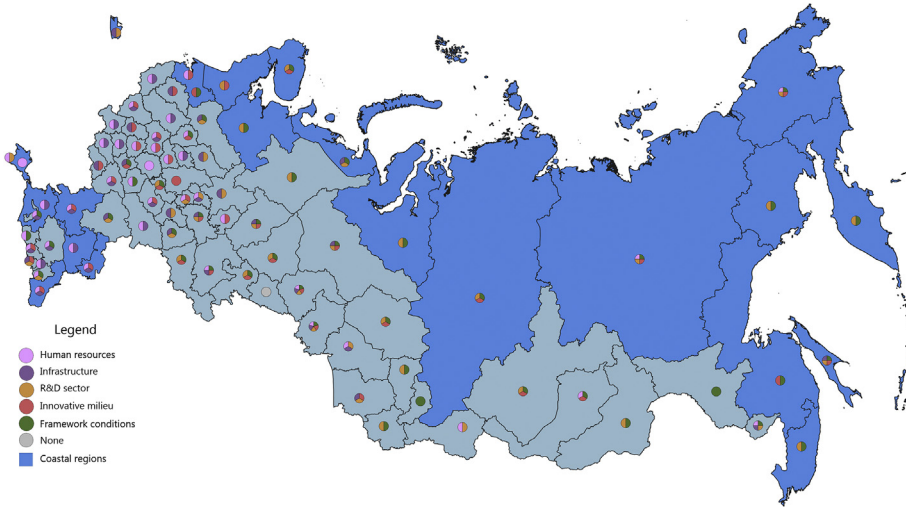 Legend
Human resources
Infrastructure
R&D sector
Innovative milieu
Framework conditions
None
Coastal regions